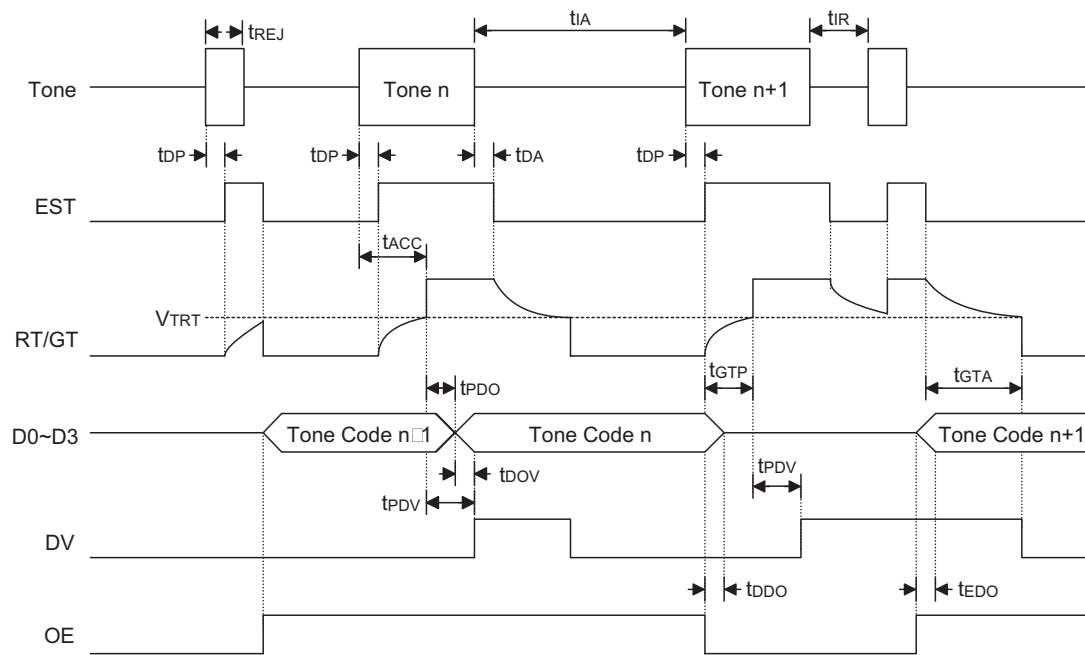 tREJ
tIA
tIR
Tone
Tone n
Tone n+1
tDP
tDP
tDA
tDP
EST
tACC
VTRT
RT/GT
tGTP
tGTA
tPDO
D0~D3
Tone Code n□1
Tone Code n
Tone Code n+1
tDOV
tPDV
tPDV
DV
tDDO
tEDO
OE